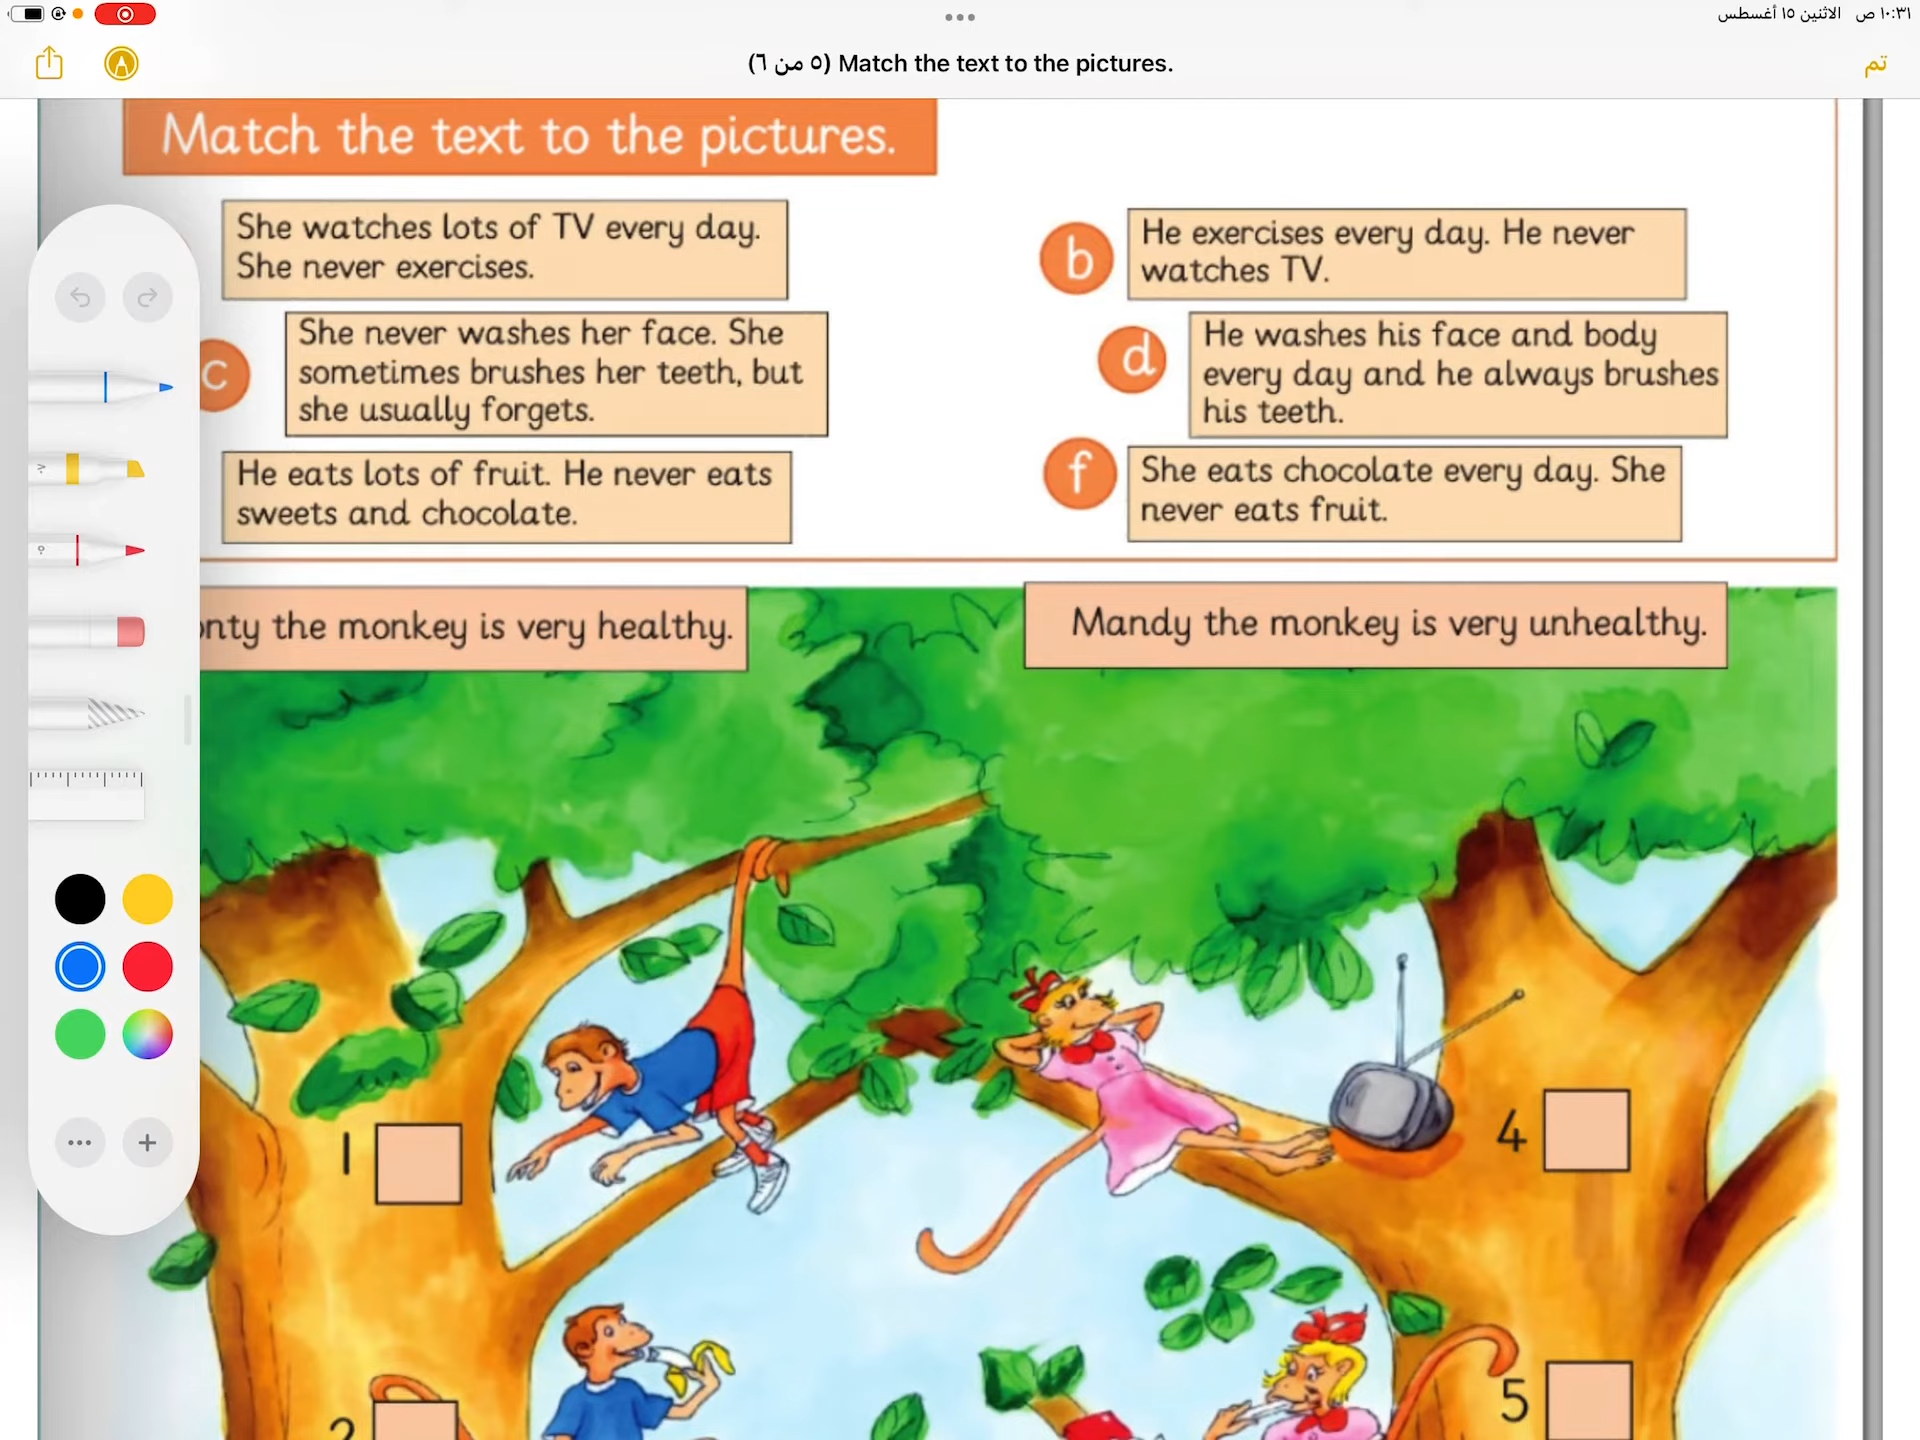 ١٠:٣١ ص الاثنين ١٥ أغسطس
Match the text to the pictures. (٥ من ٦)
تم
Match the text to the pictures.
She watches lots of TV every day.
She never exercises.
b
He exercises every day. He never
watches TV.
c
She never washes her face. She
sometimes brushes her teeth, but
she usually forgets.
d
He washes his face and body
every day and he always brushes
his teeth.
He eats lots of fruit. He never eats
sweets and chocolate.
f
She eats chocolate every day. She
never eats fruit.
onty the monkey is very healthy.
Mandy the monkey is very unhealthy.
1
4
2
5